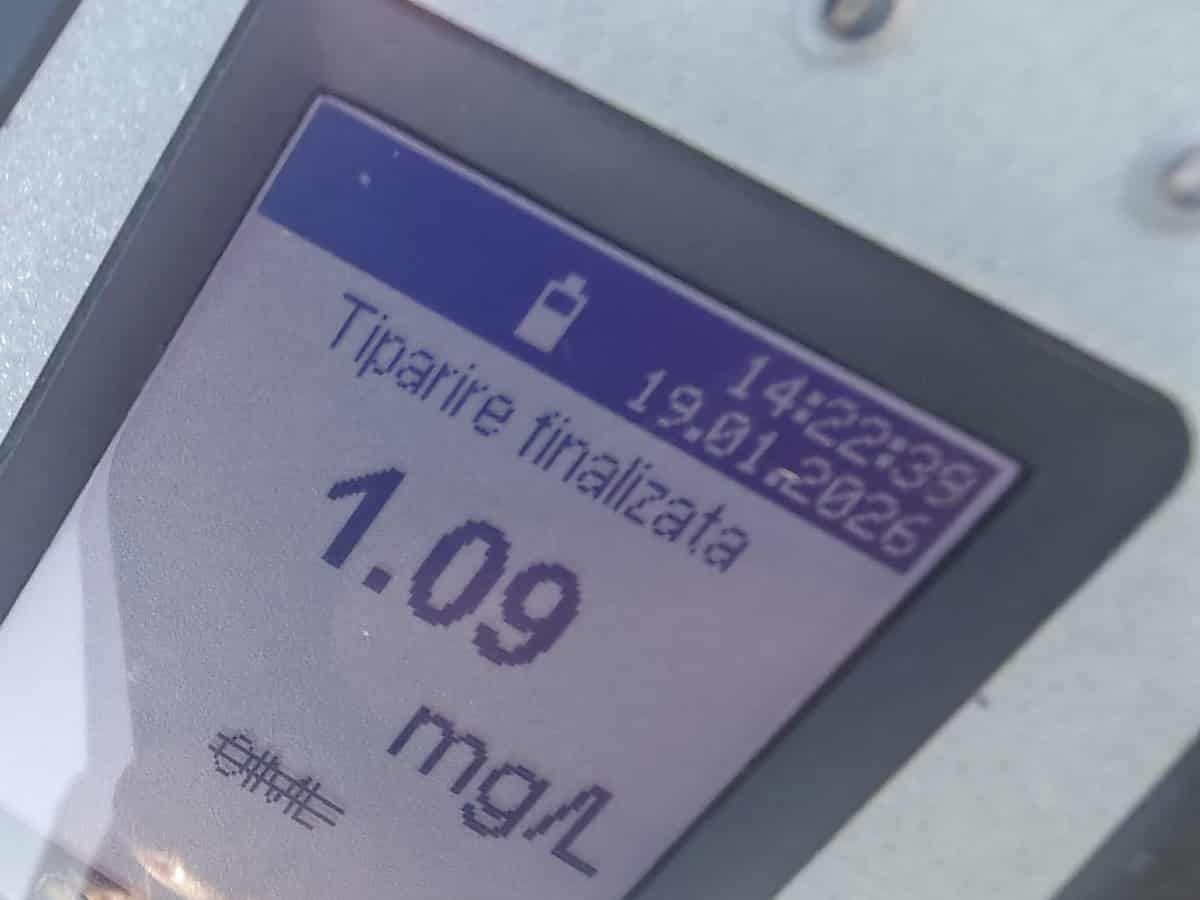 14:22:39
19.01.2026
Tiparire finalizata
1.09
mg/L